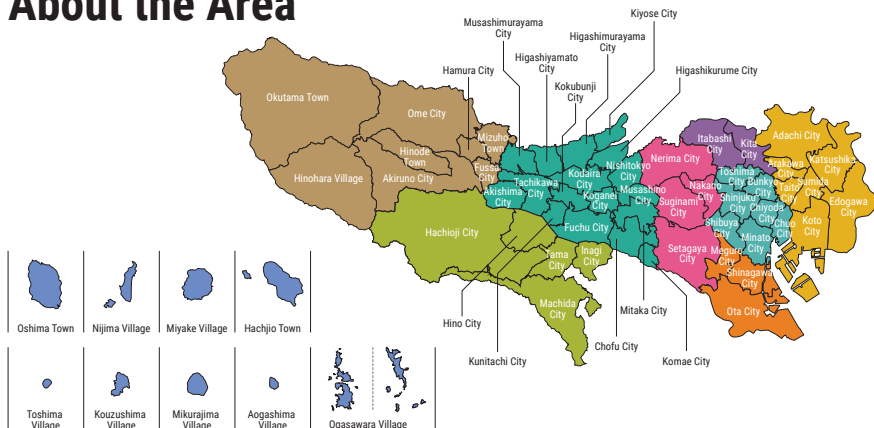 About the Area
Kiyose City
Musashimurayama
City
Higashimurayama
City
Higashiyamato
City
Hamura City
Kokubunji
City
Higashikurume City
Okutama Town
Ome City
Mizuho
Town
Hinode
Town
Fussa
City
Hinohara Village
Akiruno City
Akishima
City
Tachikawa
City
Kodaira
City
Nishitokyo
City
Koganei
City
Musashino
City
Fuchu City
Nerima City
Itabashi
City
Kita
City
Adachi City
Arakawa
City
Katsushika
City
Toshima
City
Bunkyo
City
Taito
City
Sumida
City
Edogawa
City
Nakano
City
Suginami
City
Shinjuku
City
Chiyoda
City
Shibuya
City
Chuo
City
Koto
City
Minato
City
Setagaya
City
Meguro
City
Shinagawa
City
Ota City
Hachioji City
Tama
City
Inagi
City
Machida
City
Hino City
Kunitachi City
Chofu City
Mitaka City
Komae City
Oshima Town
Nijima Village
Miyake Village
Hachjio Town
Toshima
Village
Kouzushima
Village
Mikurajima
Village
Aogashima
Village
Ogasawara Village